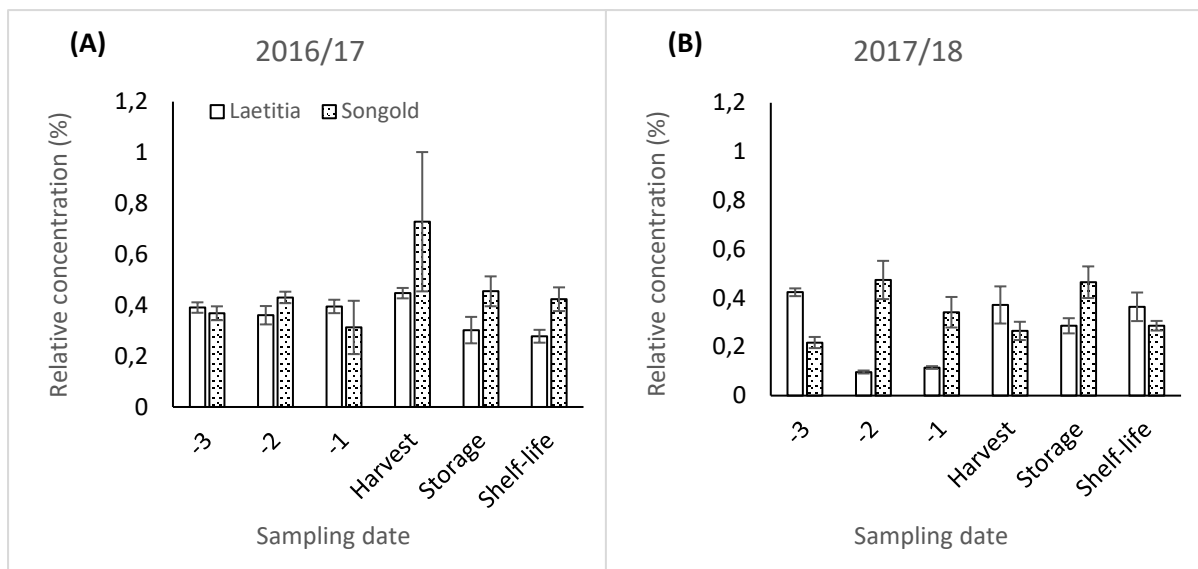 (A)
2016/17
Relative concentration (%)
1,2
1
0,8
0,6
0,4
0,2
0
Laetitia
Songold
-3
-2
-1
Harvest
Storage
Shelf-life
Sampling date
(B)
2017/18
Relative concentration (%)
1,2
1
0,8
0,6
0,4
0,2
0
-3
-2
-1
Harvest
Storage
Shelf-life
Sampling date